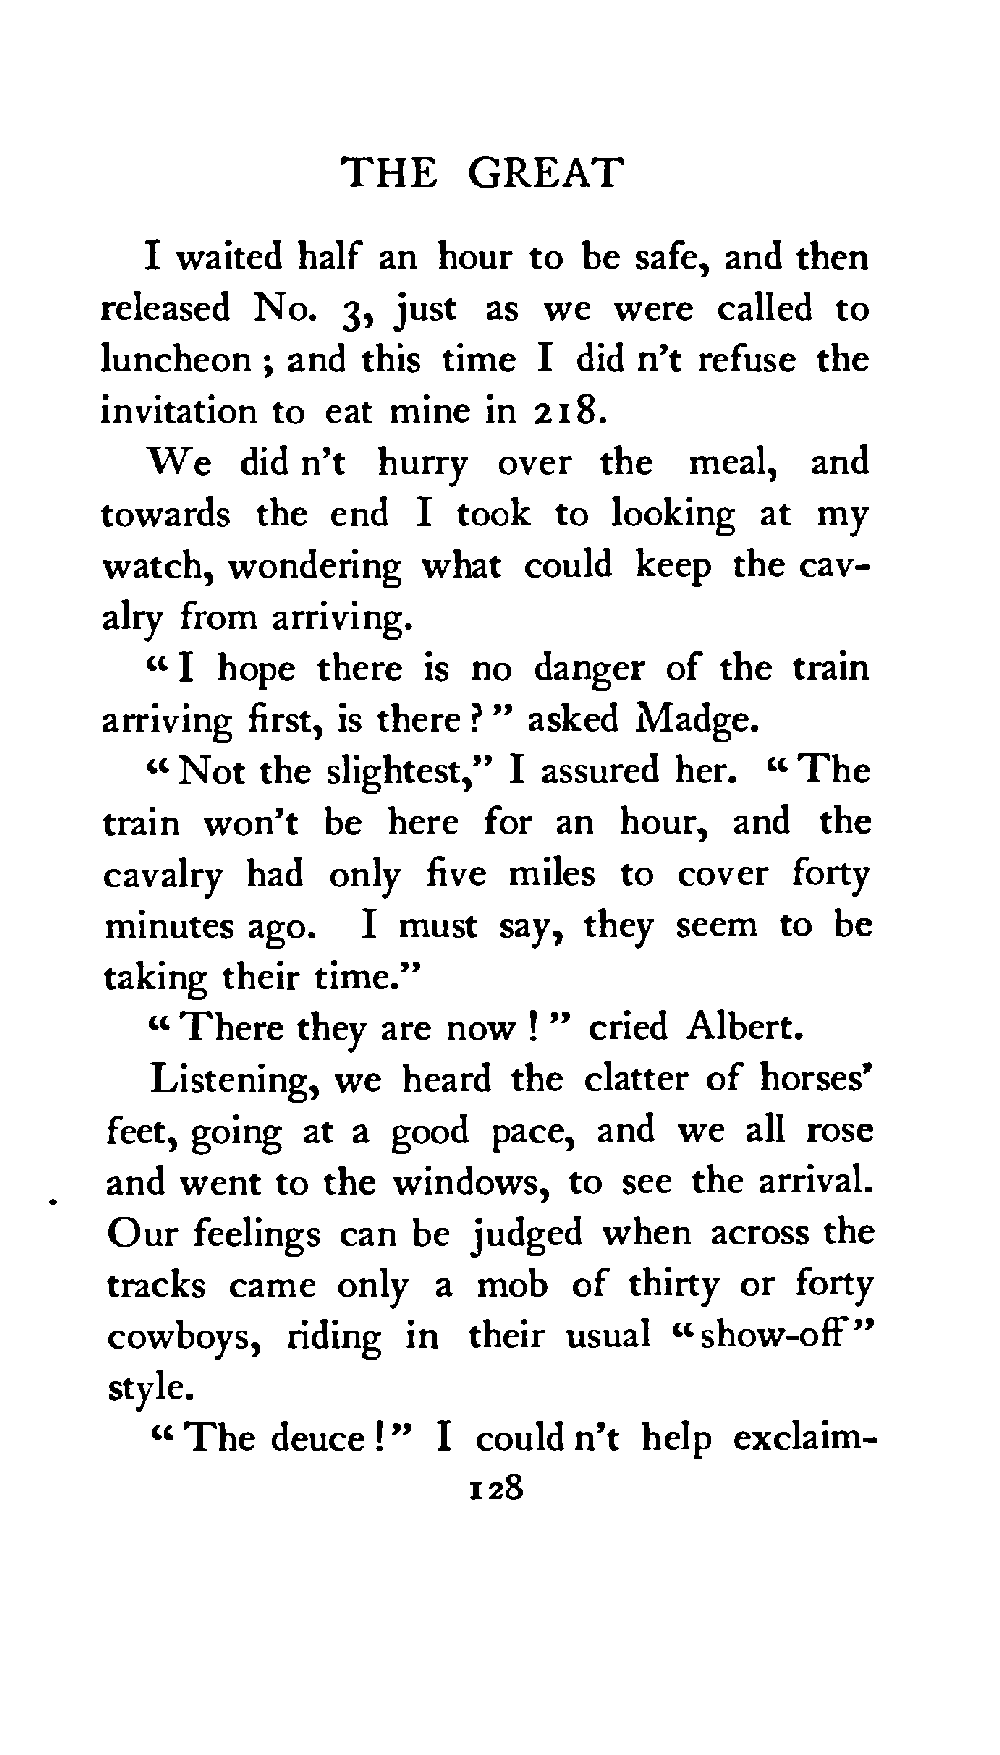 THE GREAT
I waited half an hour to be safe, and then
released No. 3, just as we were called to
luncheon ; and this time I did n't refuse the
invitation to eat mine in 218.
We did n't hurry over the meal, and
towards the end I took to looking at my
watch, wondering what could keep the cav-
alry from arriving.
“ I hope there is no danger of the train
arriving first, is there ? ” asked Madge.
“ Not the slightest,” I assured her. “ The
train won't be here for an hour, and the
cavalry had only five miles to cover forty
minutes ago. I must say, they seem to be
taking their time.”
“ There they are now ! ” cried Albert.
Listening, we heard the clatter of horses'
feet, going at a good pace, and we all rose
and went to the windows, to see the arrival.
Our feelings can be judged when across the
tracks came only a mob of thirty or forty
cowboys, riding in their usual “ show-off ”
style.
“ The deuce ! ” I could n't help exclaim-
128